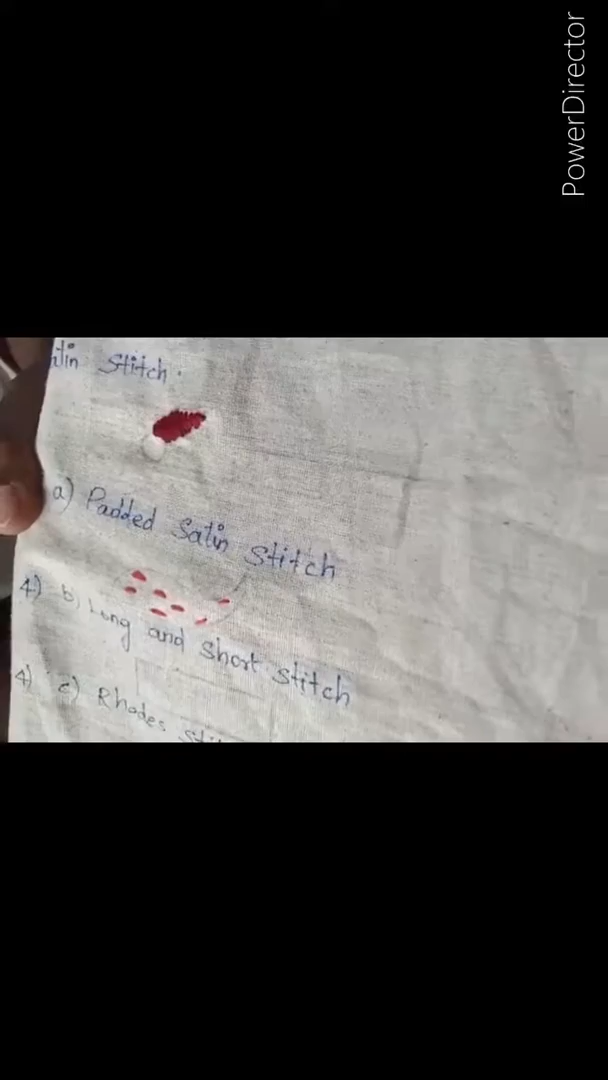 PowerDirector
Stitch.
a) Padded Satin Stitch
4) b) Long and short stitch
4) c) Rhodes